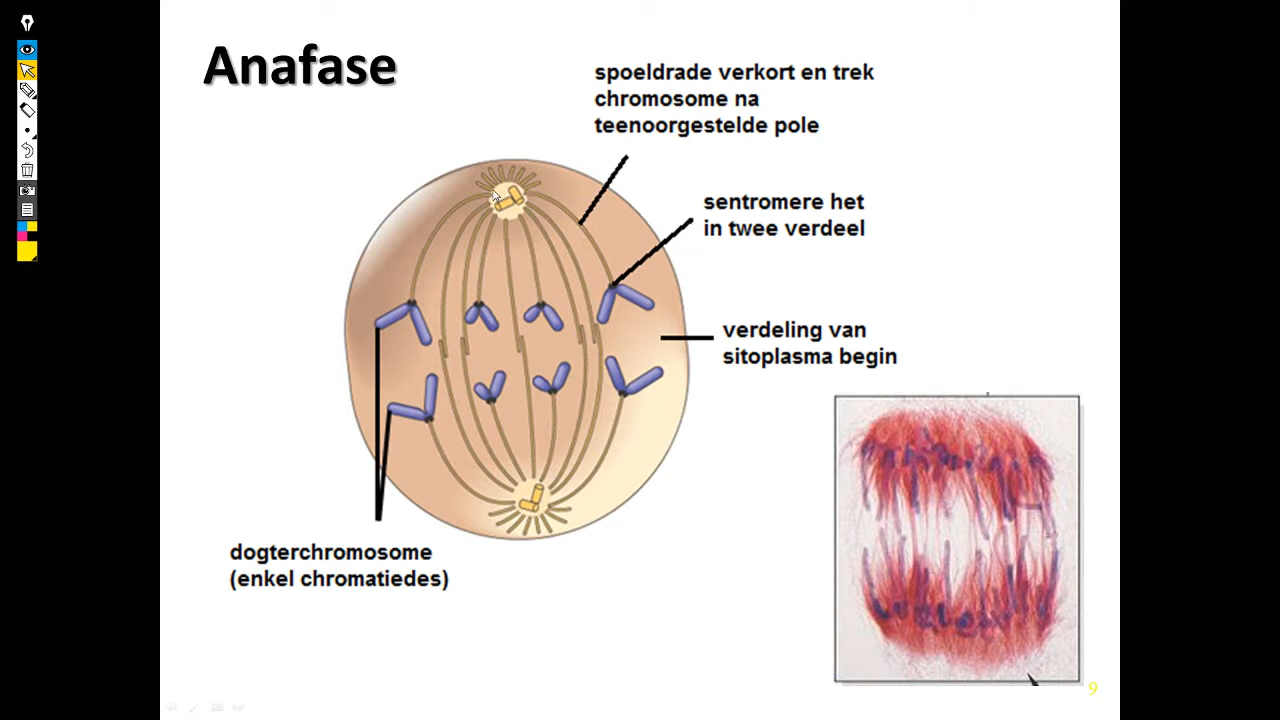 Anafase
spoeldrade verkort en trek
chromosome na
teenoorgestelde pole
sentromere het
in twee verdeel
verdeling van
sitoplasma begin
dogterchromosome
(enkel chromatiedes)
9